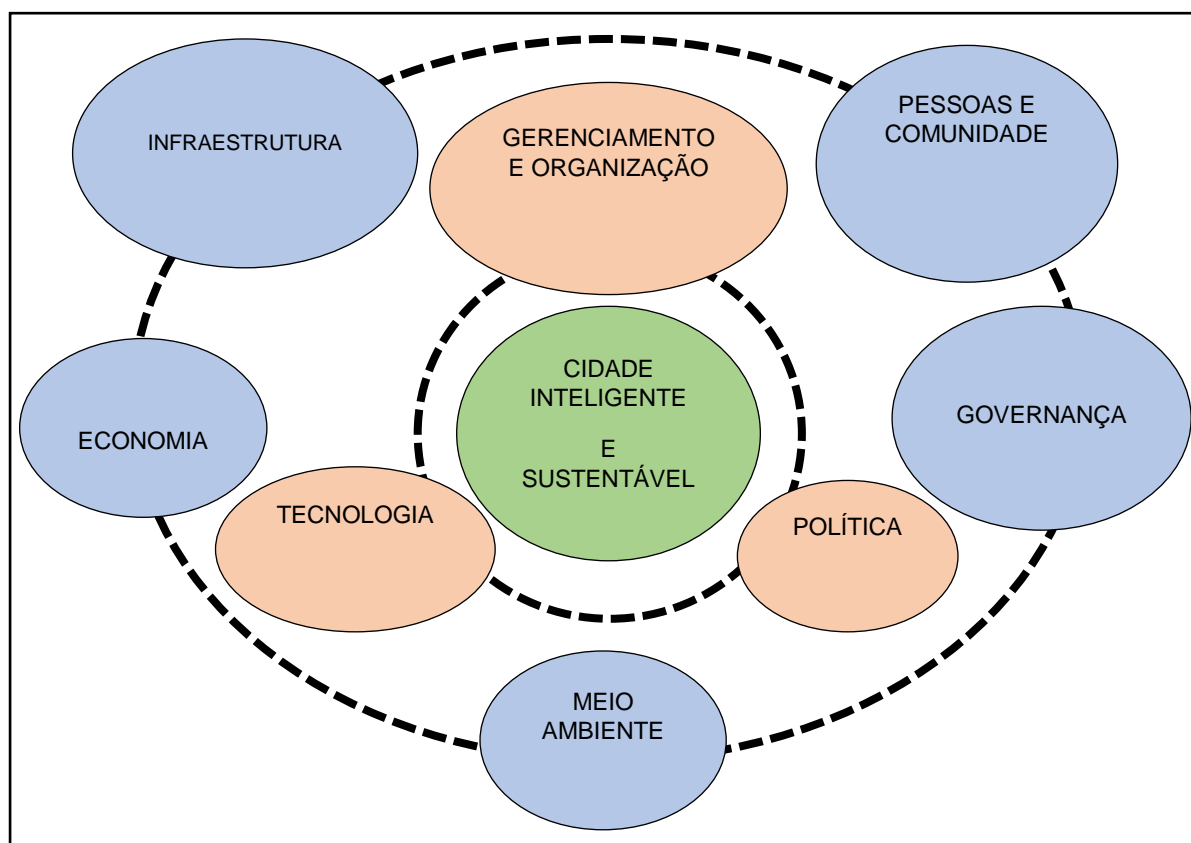 INFRAESTRUTURA
GERENCIAMENTO
E ORGANIZAÇÃO
PESSOAS E
COMUNIDADE
CIDADE
INTELIGENTE
E
SUSTENTÁVEL
GOVERNANÇA
ECONOMIA
TECNOLOGIA
POLÍTICA
MEIO
AMBIENTE